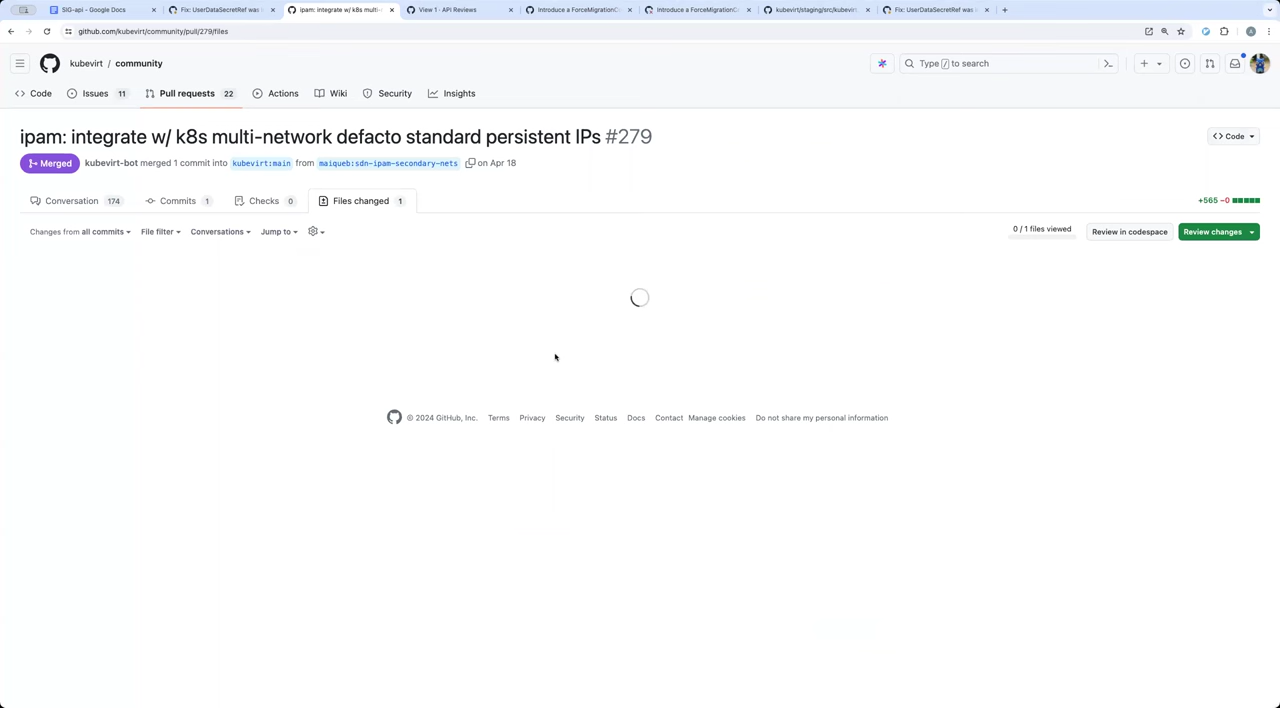 SIG-api - Google Docs
Fix: UserDataSecretRef was
ipam: integrate w/ k8s multi-
View 1 · API Reviews
Introduce a ForceMigrationC
Introduce a ForceMigrationC
kubevirt/staging/src/kubevirt
Fix: UserDataSecretRef was
github.com/kubevirt/community/pull/279/files
kubevirt / community
Type / to search
Code
Issues 11
Pull requests 22
Actions
Wiki
Security
Insights
ipam: integrate w/ k8s multi-network defacto standard persistent IPs #279
Code
Merged kubevirt-bot merged 1 commit into kubevirt:main from maiqueb:sdn-ipam-secondary-nets on Apr 18
Conversation 174
Commits 1
Checks 0
Files changed 1
+565 −0
Changes from all commits
File filter
Conversations
Jump to
0 / 1 files viewed
Review in codespace
Review changes
© 2024 GitHub, Inc. Terms Privacy Security Status Docs Contact Manage cookies Do not share my personal information